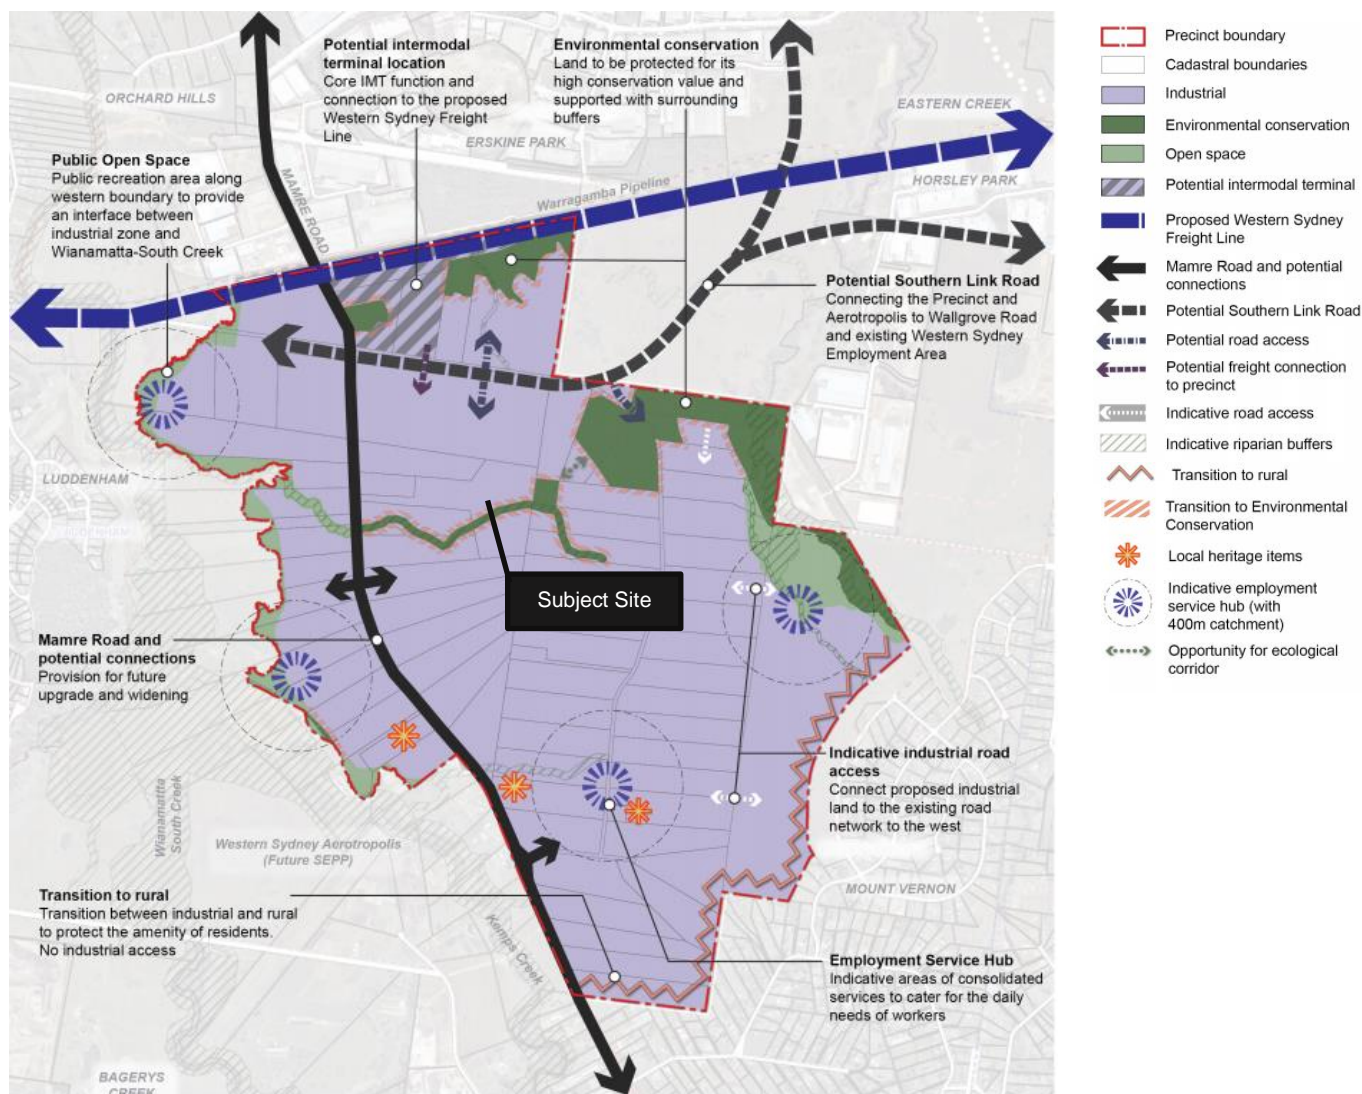 Potential intermodal
terminal location
Core IMT function and
connection to the proposed
Western Sydney Freight
Line
Environmental conservation
Land to be protected for its
high conservation value and
supported with surrounding
buffers
ORCHARD HILLS
ERSKINE PARK
EASTERN CREEK
HORSLEY PARK
MAMRE ROAD
Warragamba Pipeline
Public Open Space
Public recreation area along
western boundary to provide
an interface between
industrial zone and
Wianamatta-South Creek
Potential Southern Link Road
Connecting the Precinct and
Aerotropolis to Wallgrove Road
and existing Western Sydney
Employment Area
LUDDENHAM
Subject Site
Mamre Road and
potential connections
Provision for future
upgrade and widening
Wianamatta
South Creek
Western Sydney Aerotropolis
(Future SEPP)
Indicative industrial road
access
Connect proposed industrial
land to the existing road
network to the west
MOUNT VERNON
Transition to rural
Transition between industrial and rural
to protect the amenity of residents.
No industrial access
Kemps Creek
Employment Service Hub
Indicative areas of consolidated
services to cater for the daily
needs of workers
BAGERYS
CREEK
Precinct boundary
Cadastral boundaries
Industrial
Environmental conservation
Open space
Potential intermodal terminal
Proposed Western Sydney
Freight Line
Mamre Road and potential
connections
Potential Southern Link Road
Potential road access
Potential freight connection
to precinct
Indicative road access
Indicative riparian buffers
Transition to rural
Transition to Environmental
Conservation
Local heritage items
Indicative employment
service hub (with
400m catchment)
Opportunity for ecological
corridor